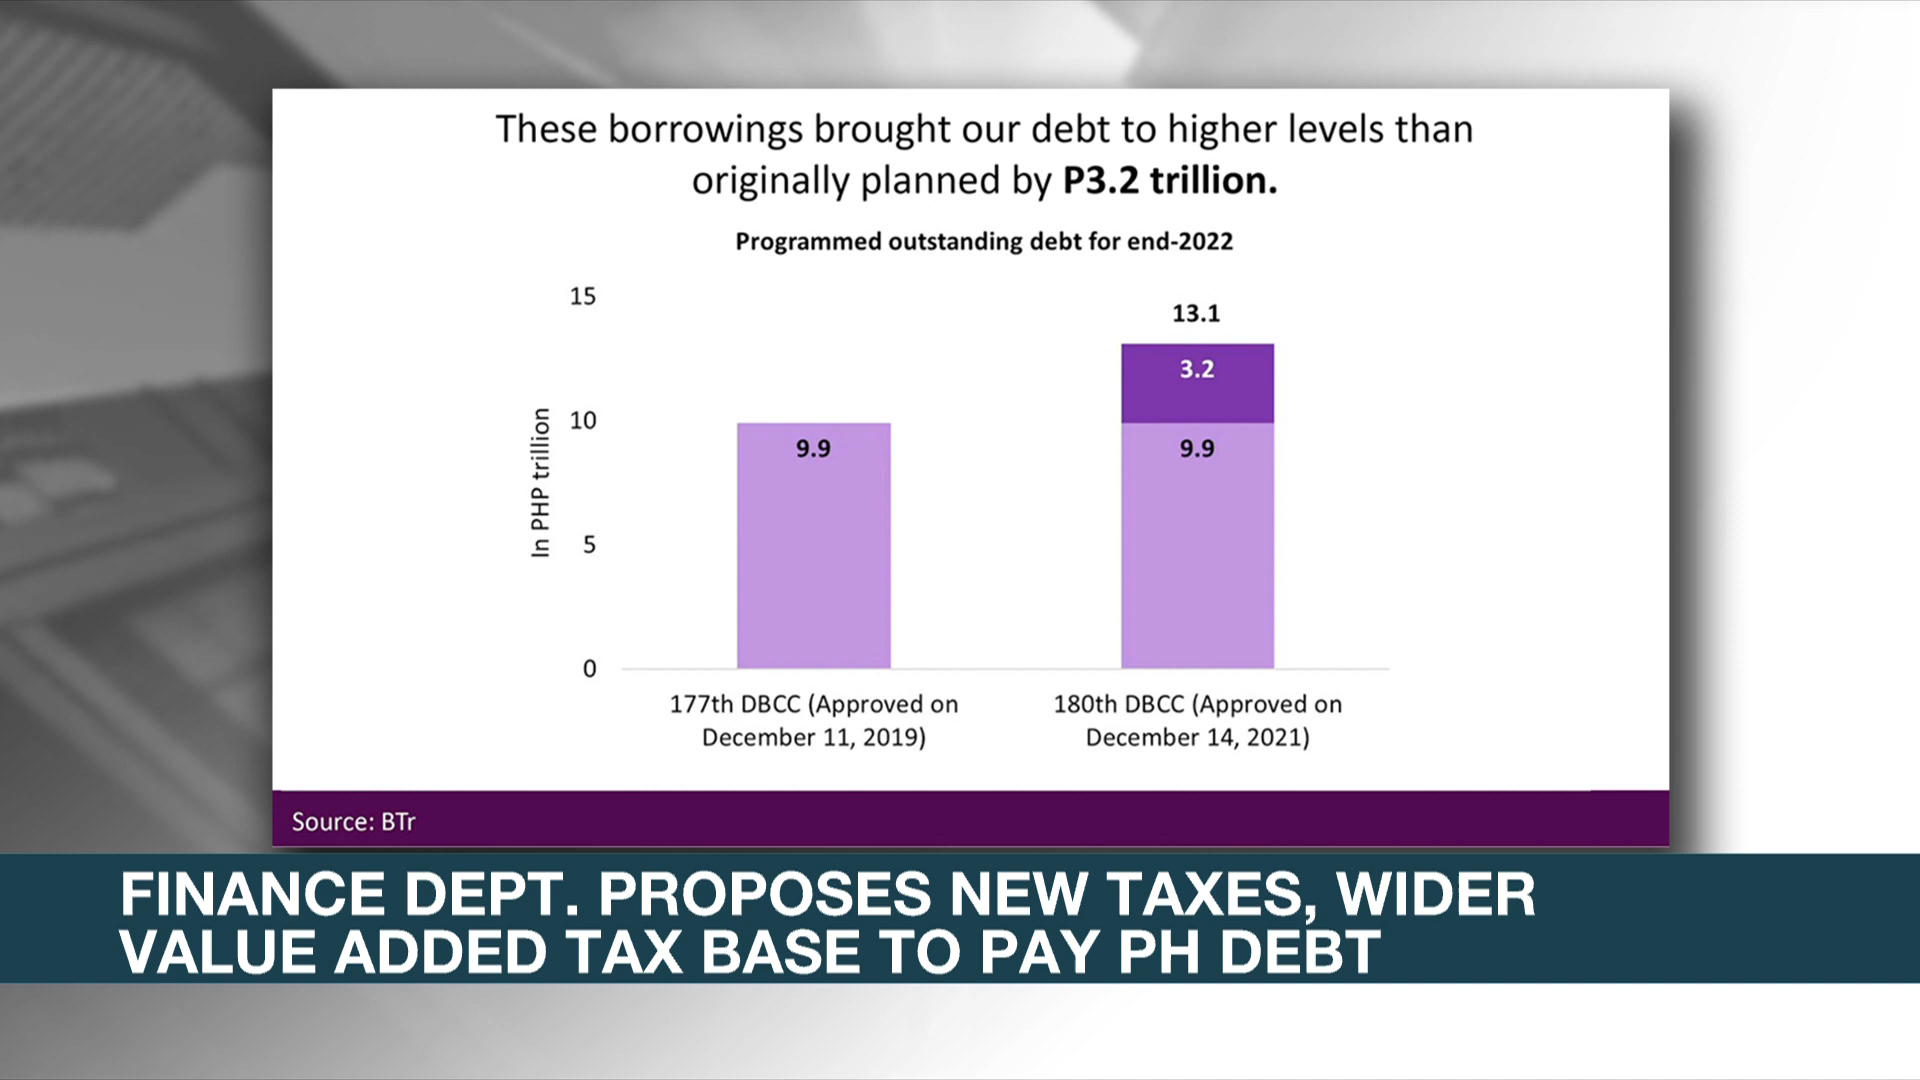 These borrowings brought our debt to higher levels than
originally planned by P3.2 trillion.
Programmed outstanding debt for end-2022
In PHP trillion
15
10
5
0
9.9
13.1
3.2
9.9
177th DBCC (Approved on
December 11, 2019)
180th DBCC (Approved on
December 14, 2021)
Source: BTr
FINANCE DEPT. PROPOSES NEW TAXES, WIDER
VALUE ADDED TAX BASE TO PAY PH DEBT